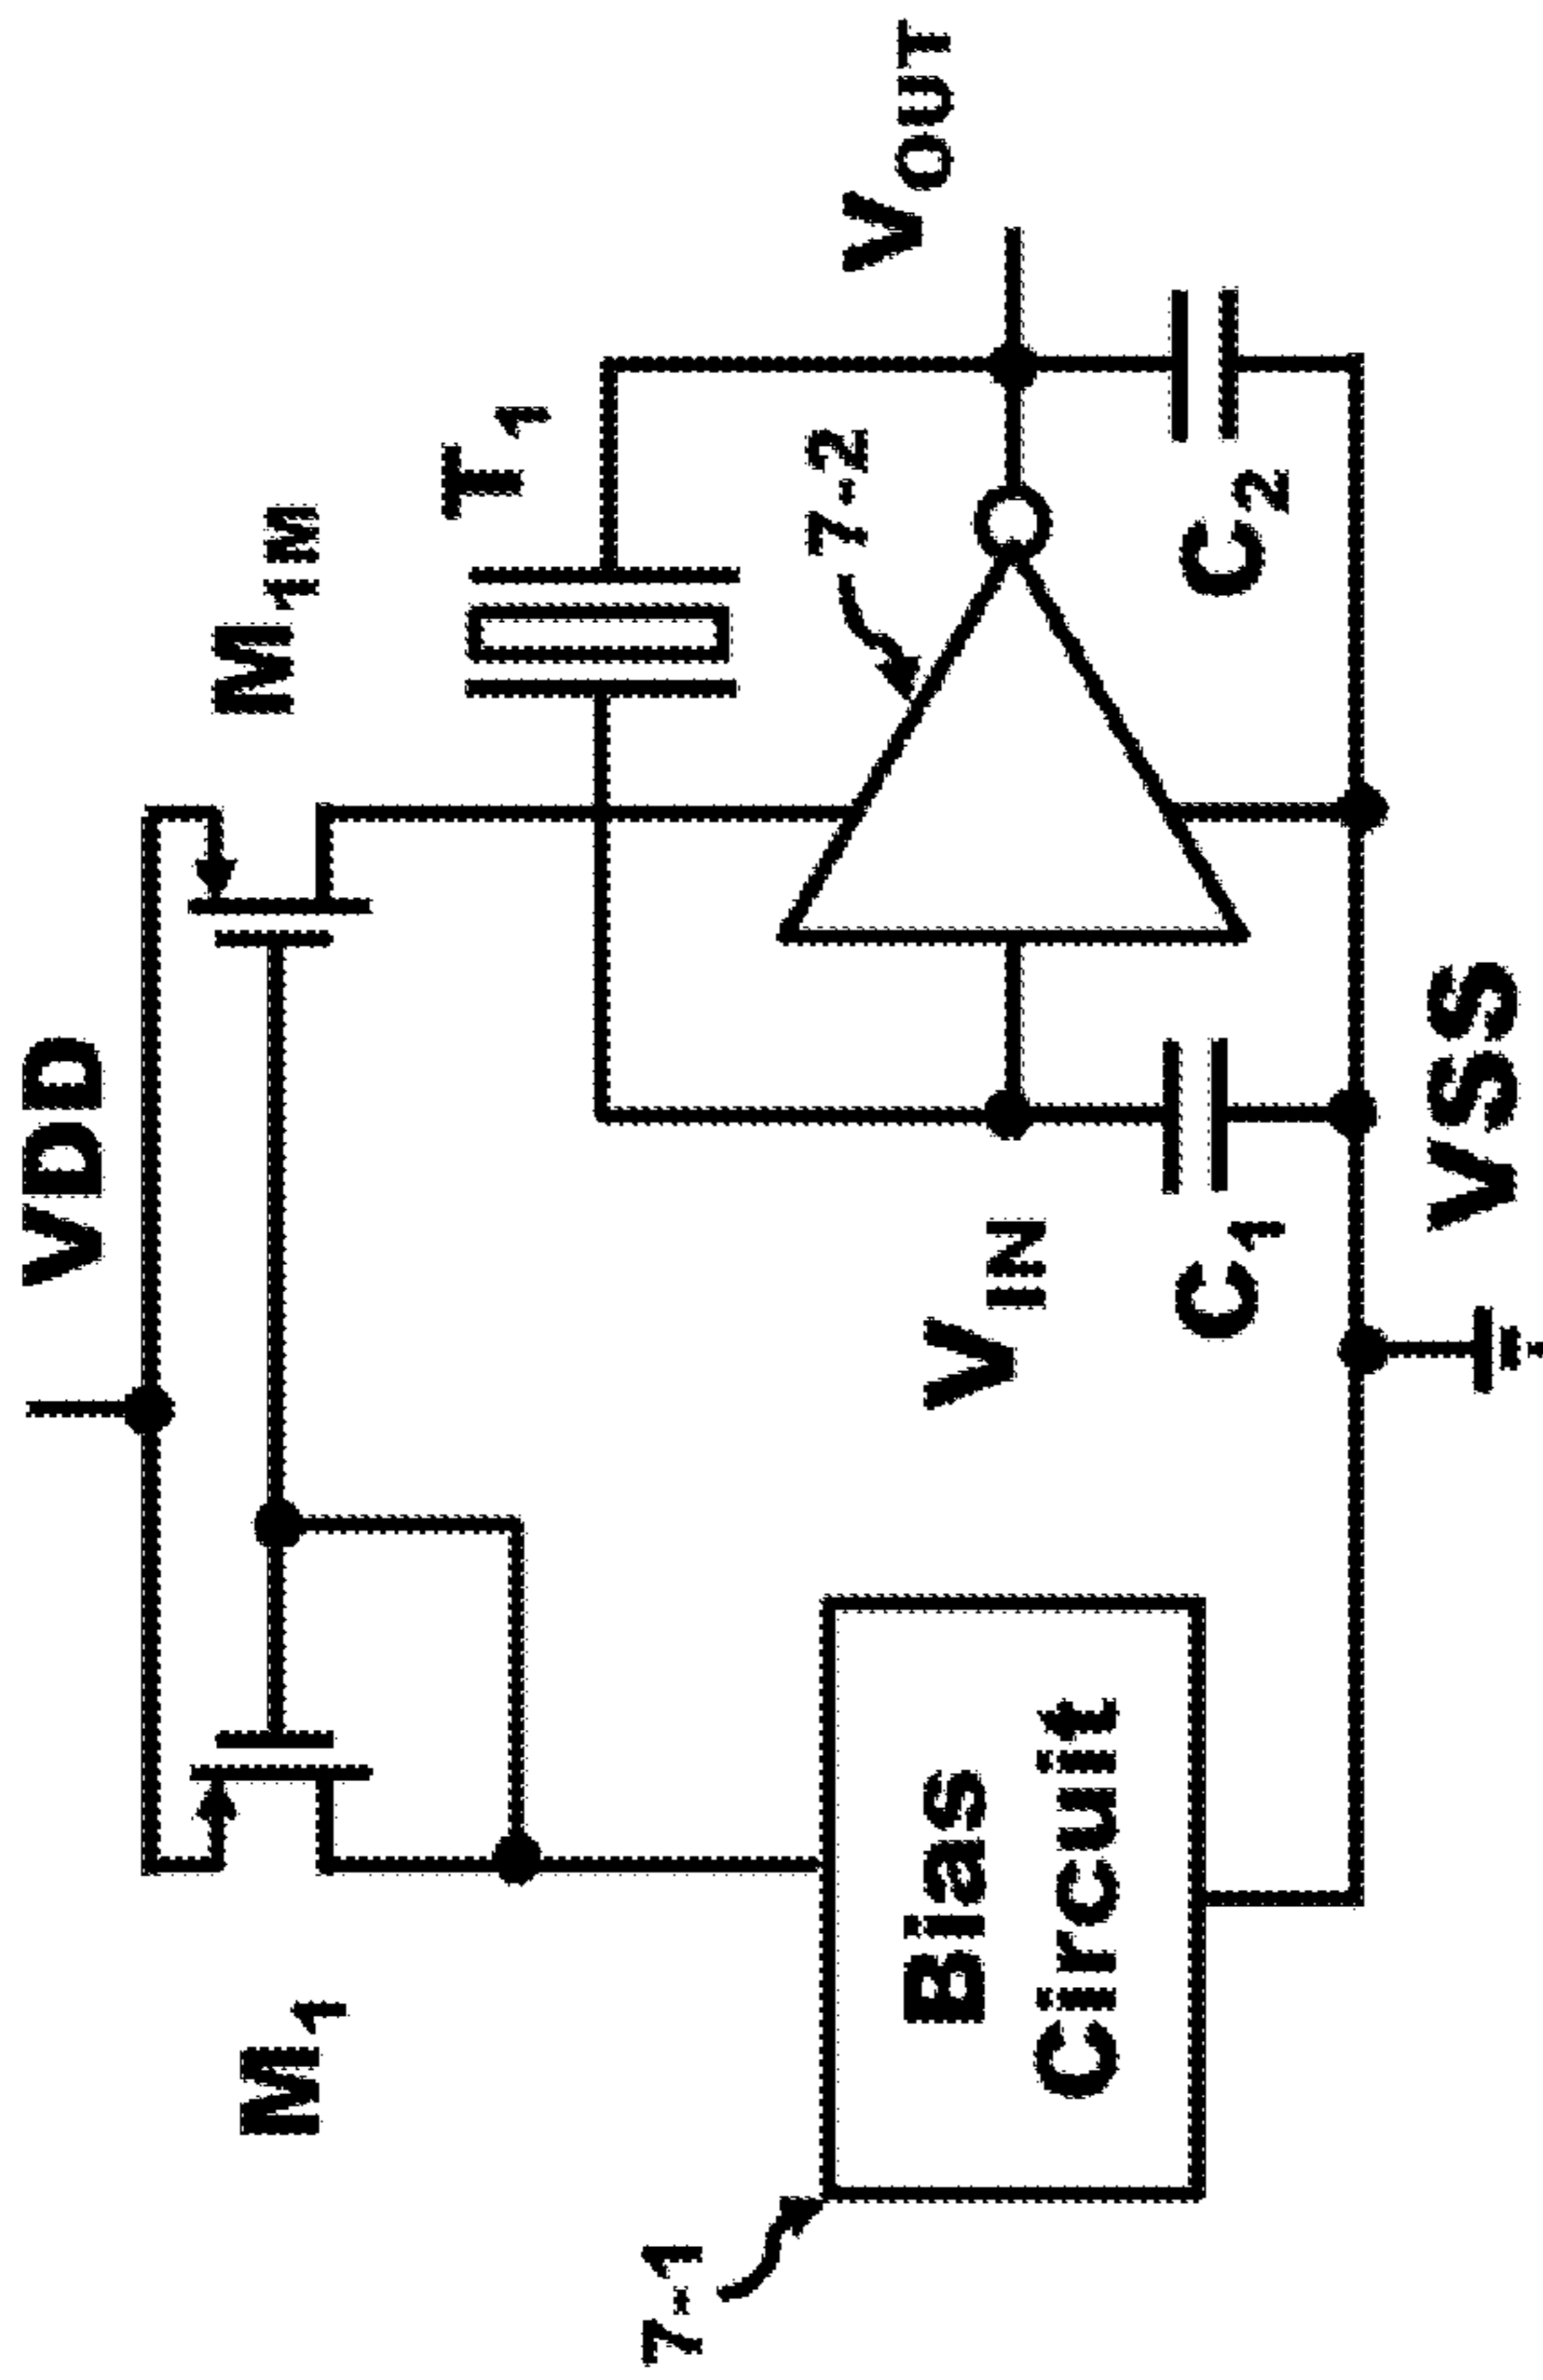 VDD
M1
M1M
T1
7-1
7-2
Bias
Circuit
VIN
VOUT
C1
C2
VSS